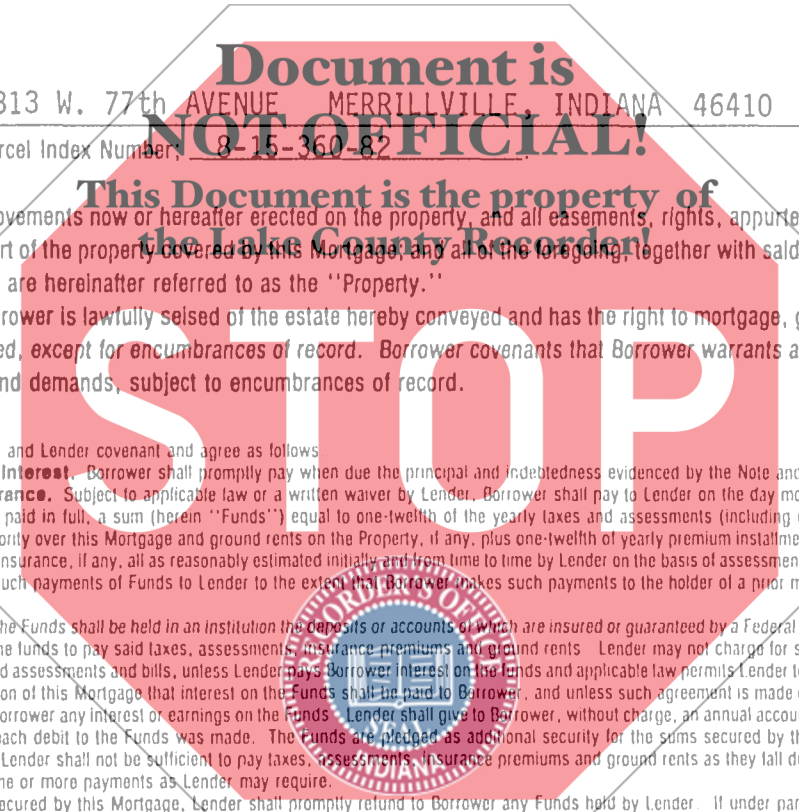 Document is
813 W. 77th AVENUE MERRILLVILLE, INDIANA 46410
NOT OFFICIAL!
rcel Index Number; 8-15-360-82
This Document is the property of
ovements now or hereafter erected on the property, and all easements, rights, appurte
the Lake County Recorder!
rt of the property covered by this Mortgage; and all of the foregoing, together with said
are hereinafter referred to as the "Property."
rower is lawfully seised of the estate hereby conveyed and has the right to mortgage, g
ed, except for encumbrances of record. Borrower covenants that Borrower warrants a
nd demands, subject to encumbrances of record.
STOP
and Lender covenant and agree as follows
Interest. Borrower shall promptly pay when due the principal and indebtedness evidenced by the Note and
rance. Subject to applicable law or a written waiver by Lender, Borrower shall pay to Lender on the day mo
paid in full, a sum (herein "Funds") equal to one-twelfth of the yearly taxes and assessments (including
ority over this Mortgage and ground rents on the Property, if any, plus one-twelfth of yearly premium installme
nsurance, if any, all as reasonably estimated initially and from time to time by Lender on the basis of assessmen
uch payments of Funds to Lender to the extent that Borrower makes such payments to the holder of a prior m
he Funds shall be held in an institution the deposits or accounts of which are insured or guaranteed by a Federal
he funds to pay said taxes, assessments, insurance premiums and ground rents Lender may not charge for s
d assessments and bills, unless Lender pays Borrower interest on the funds and applicable law permits Lender t
on of this Mortgage that interest on the Funds shall be paid to Borrower, and unless such agreement is made
orrower any interest or earnings on the Funds Lender shall give to Borrower, without charge, an annual accou
ach debit to the Funds was made. The Funds are pledged as additional security for the sums secured by th
Lender shall not be sufficient to pay taxes, assessments, insurance premiums and ground rents as they fall du
ne or more payments as Lender may require.
ecured by this Mortgage, Lender shall promptly refund to Borrower any Funds held by Lender. If under par
RECORDER'S OFFICE
INDIANA